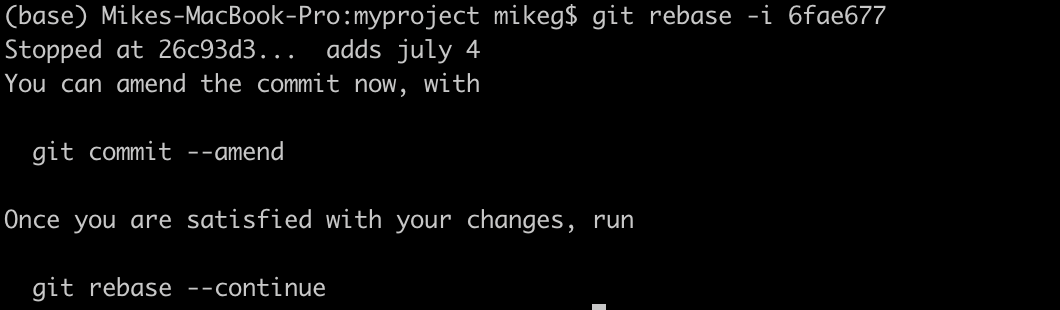 (base) Mikes-MacBook-Pro:myproject mikeg$ git rebase -i 6fae677
Stopped at 26c93d3...  adds july 4
You can amend the commit now, with
git commit --amend
Once you are satisfied with your changes, run
git rebase --continue